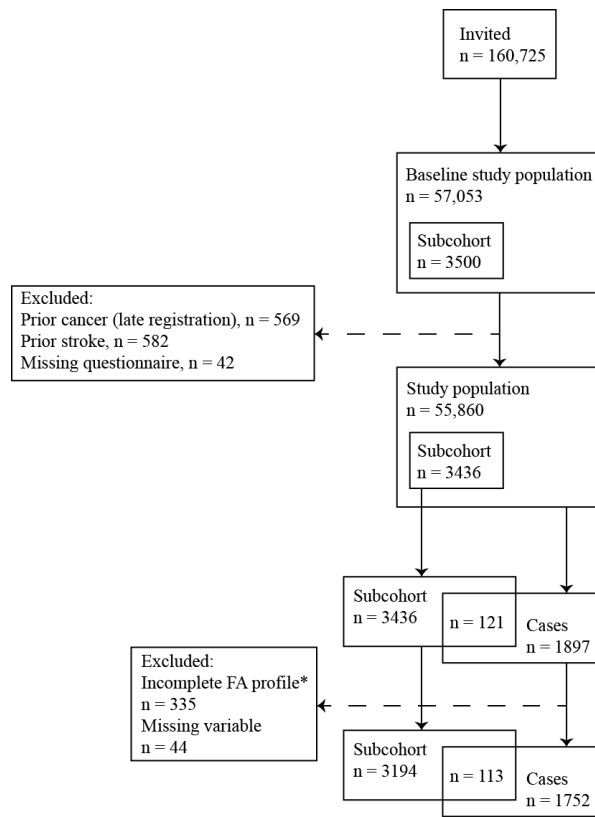 Invited
n = 160,725
Baseline study population
n = 57,053
Subcohort
n = 3500
Excluded:
Prior cancer (late registration), n = 569
Prior stroke, n = 582
Missing questionnaire, n = 42
Study population
n = 55,860
Subcohort
n = 3436
Subcohort
n = 3436
n = 121
Cases
n = 1897
Excluded:
Incomplete FA profile*
n = 335
Missing variable
n = 44
Subcohort
n = 3194
n = 113
Cases
n = 1752